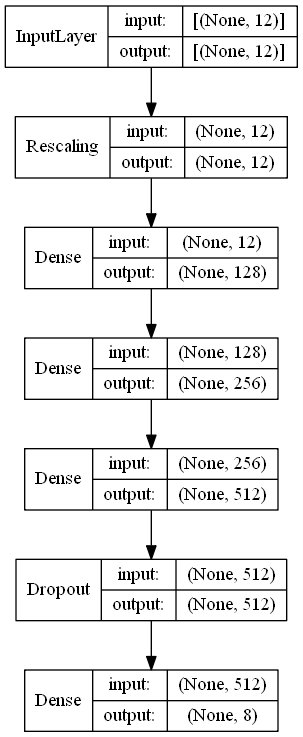 InputLayer input: [(None, 12)]
output: [(None, 12)]
Rescaling input: (None, 12)
output: (None, 12)
Dense input: (None, 12)
output: (None, 128)
Dense input: (None, 128)
output: (None, 256)
Dense input: (None, 256)
output: (None, 512)
Dropout input: (None, 512)
output: (None, 512)
Dense input: (None, 512)
output: (None, 8)